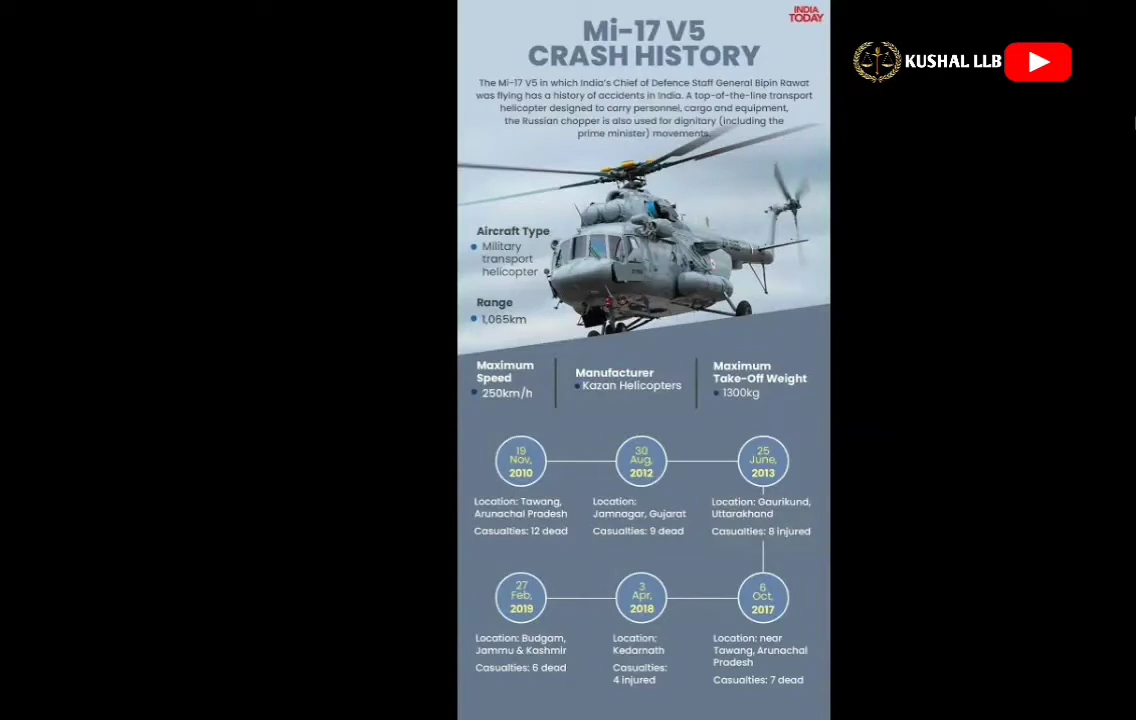 INDIA
TODAY
Mi-17 V5
CRASH HISTORY
KUSHAL LLB
The Mi-17 V5 in which India's Chief of Defence Staff General Bipin Rawat
was flying has a history of accidents in India. A top-of-the-line transport
helicopter designed to carry personnel, cargo and equipment,
the Russian chopper is also used for dignitary (including the
prime minister) movements.
Aircraft Type
Military
transport
helicopter
Range
1,065km
Maximum
Speed
250km/h
Manufacturer
Kazan Helicopters
Maximum
Take-Off Weight
1300kg
19
Nov,
2010
Location: Tawang,
Arunachal Pradesh
Casualties: 12 dead
30
Aug,
2012
Location:
Jamnagar, Gujarat
Casualties: 9 dead
25
June,
2013
Location: Gaurikund,
Uttarakhand
Casualties: 8 injured
27
Feb,
2019
Location: Budgam,
Jammu & Kashmir
Casualties: 6 dead
3
Apr,
2018
Location:
Kedarnath
Casualties:
4 injured
6
Oct,
2017
Location: near
Tawang, Arunachal
Pradesh
Casualties: 7 dead